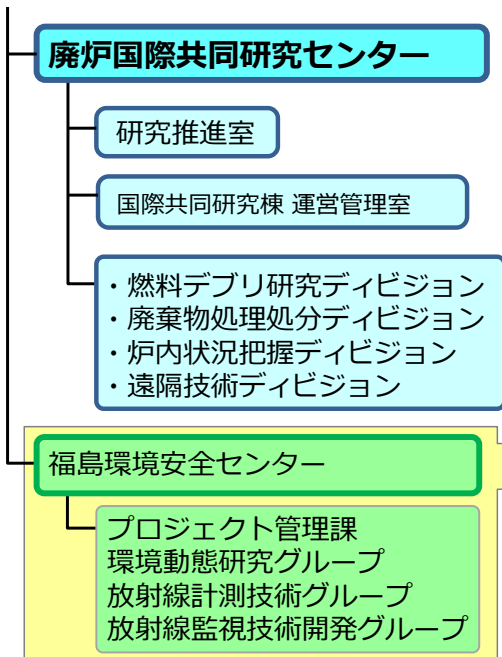 廃炉国際共同研究センター
研究推進室
国際共同研究棟 運営管理室
・燃料デブリ研究ディビジョン
・廃棄物処理処分ディビジョン
・炉内状況把握ディビジョン
・遠隔技術ディビジョン
福島環境安全センター
プロジェクト管理課
環境動態研究グループ
放射線計測技術グループ
放射線監視技術開発グループ